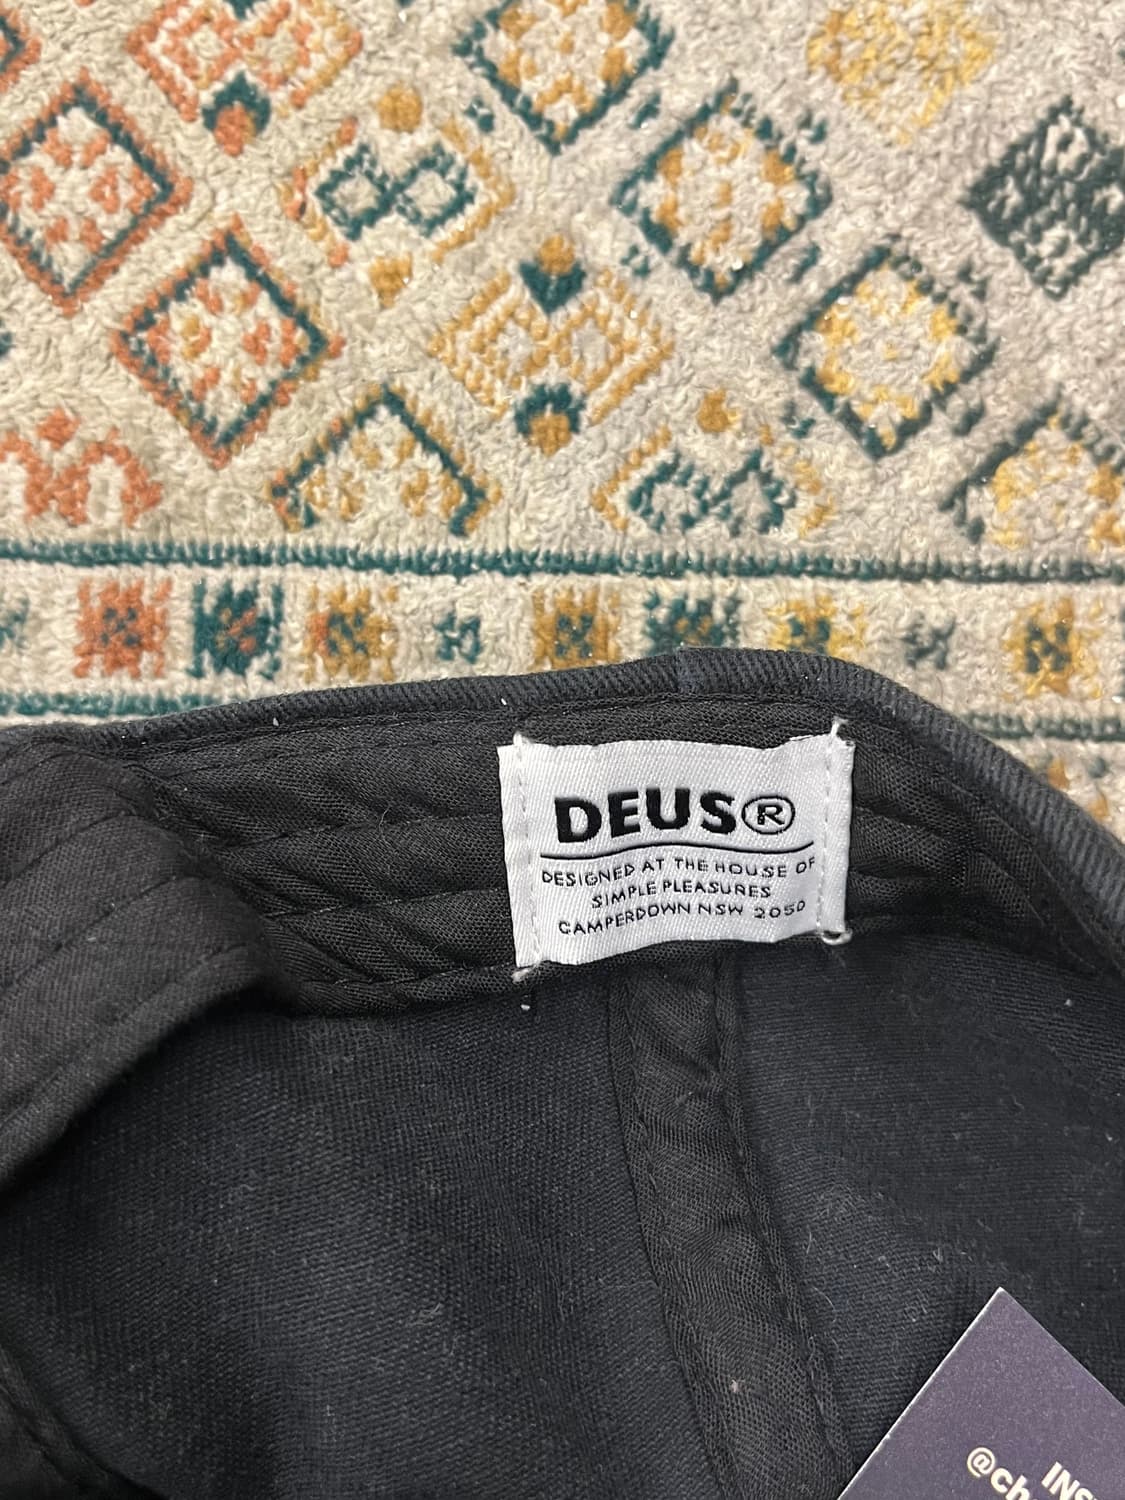 DEUS®
DESIGNED AT THE HOUSE OF
SIMPLE PLEASURES
CAMPERDOWN NSW 2050